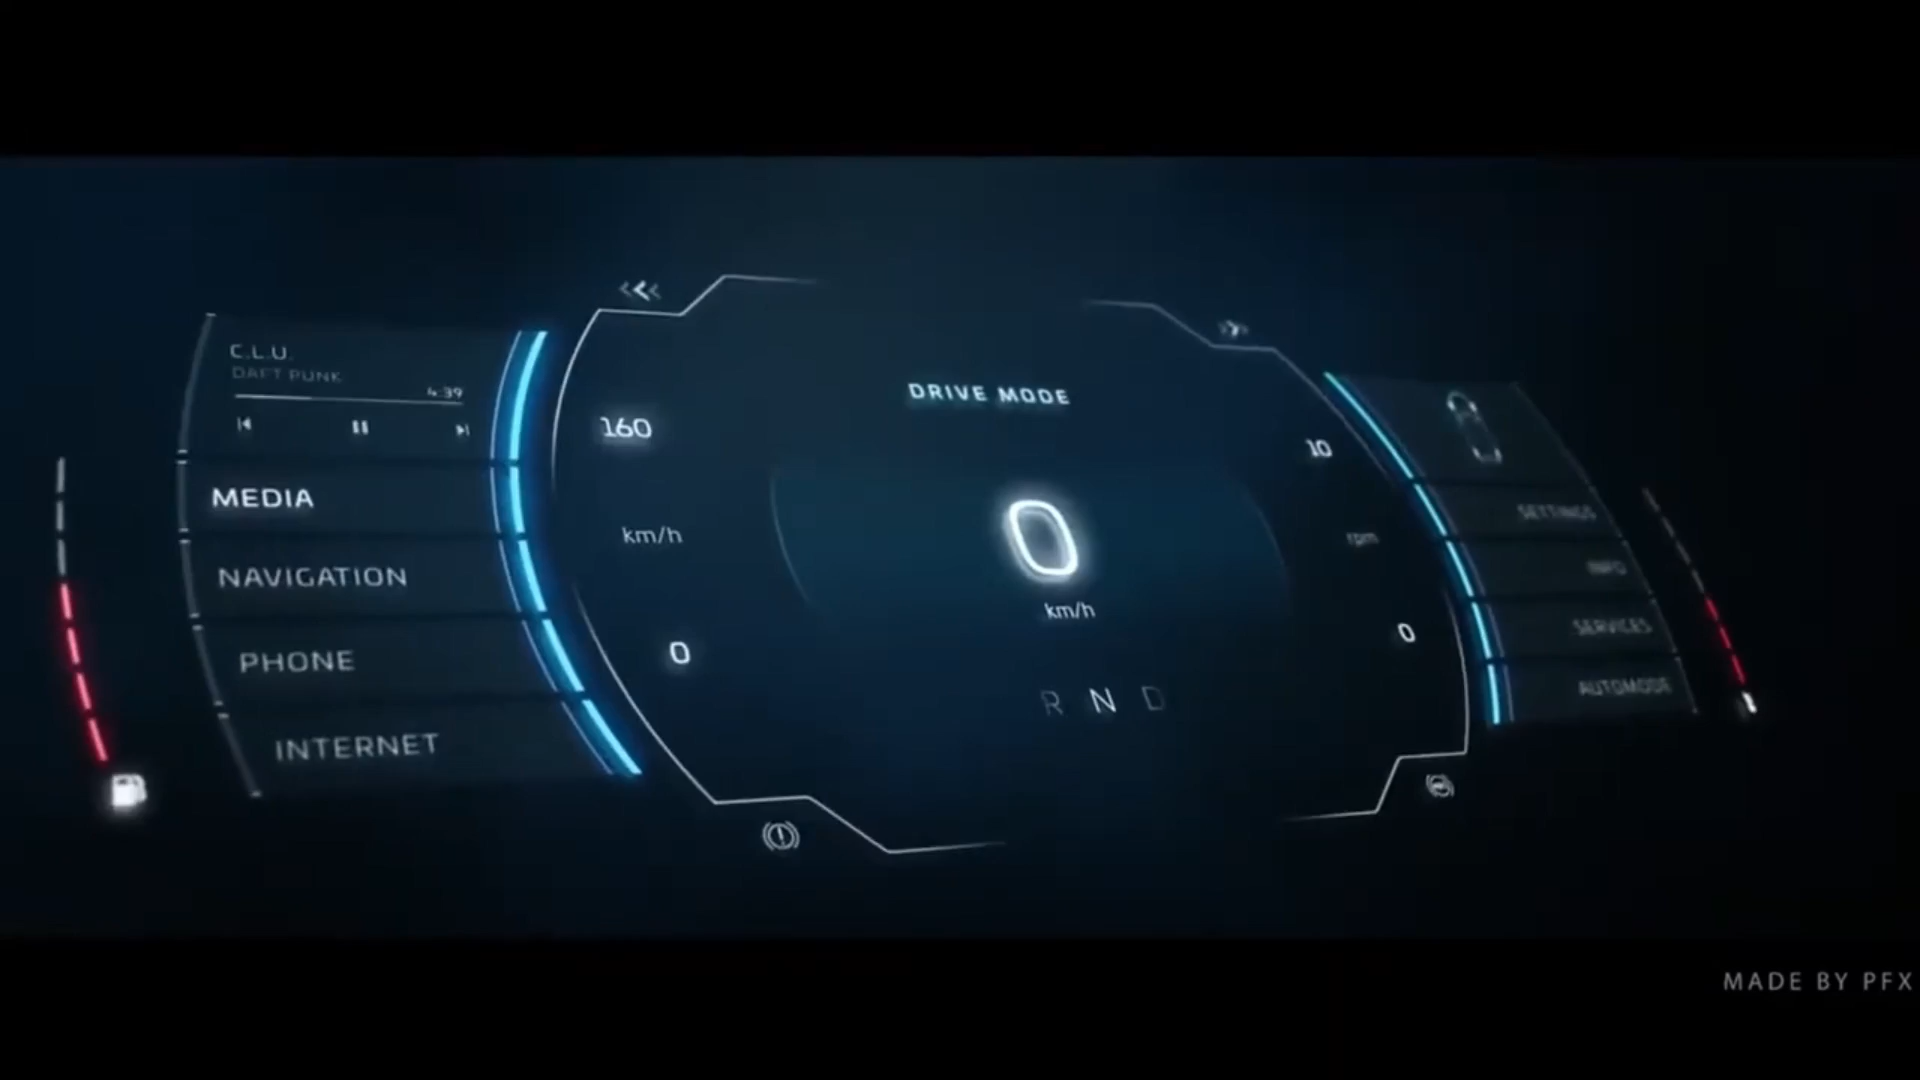 C.L.U.
DAFT PUNK
4:39
MEDIA
NAVIGATION
PHONE
INTERNET
160
km/h
0
DRIVE MODE
0
km/h
R N D
10
rpm
0
SETTINGS
INFO
SERVICES
AUTOMODE
MADE BY PFX